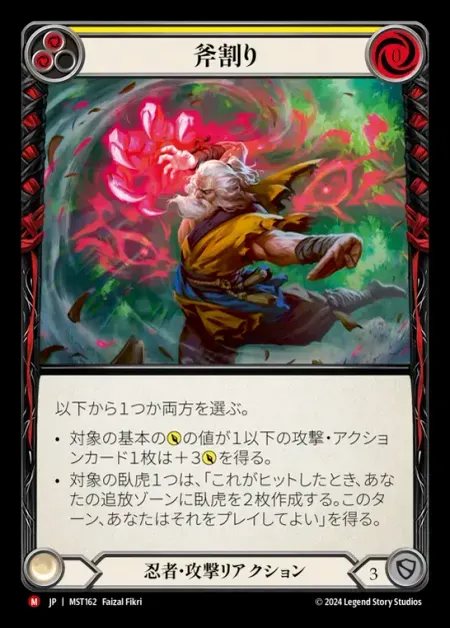 斧割り
0
以下から1つか両方を選ぶ。
• 対象の基本のの値が1以下の攻撃・アクショ
ンカード1枚は+3を得る。
• 対象の臥虎1つは、「これがヒットしたとき、あな
たの追放ゾーンに臥虎を2枚作成する。このタ
ーン、あなたはそれをプレイしてよい」を得る。
忍者・攻撃リアクション
3
M JP | MST162 Faizal Fikri
© 2024 Legend Story Studios